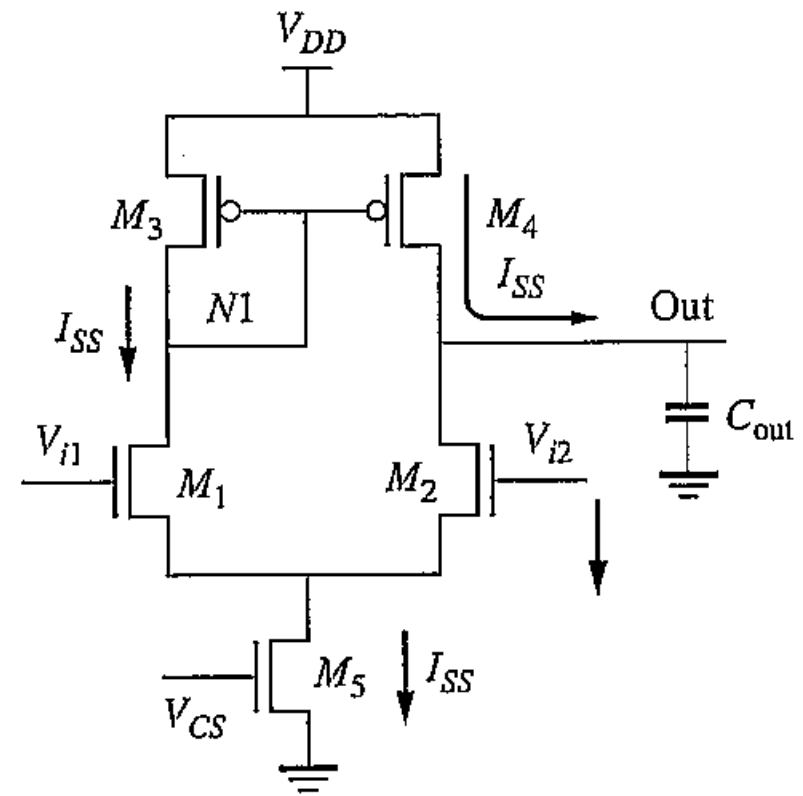 V_DD
M_3
M_4
I_SS
N1
Out
I_SS
C_out
V_i1
V_i2
M_1
M_2
M_5
I_SS
V_CS